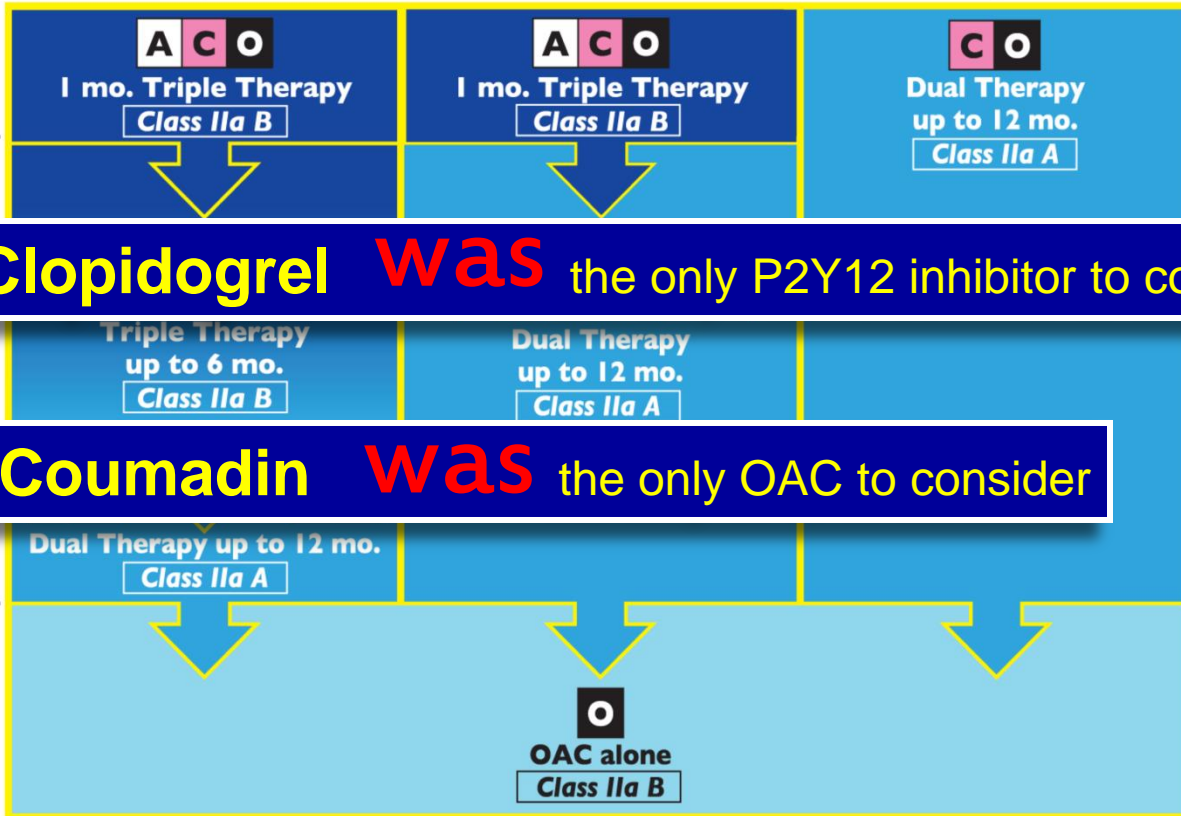 A C O
1 mo. Triple Therapy
Class IIa B
A C O
1 mo. Triple Therapy
Class IIa B
C O
Dual Therapy
up to 12 mo.
Class IIa A
Clopidogrel was the only P2Y12 inhibitor to
Triple Therapy
up to 6 mo.
Class IIa B
Dual Therapy
up to 12 mo.
Class IIa A
Coumadin was the only OAC to consider
Dual Therapy up to 12 mo.
Class IIa A
O
OAC alone
Class IIa B